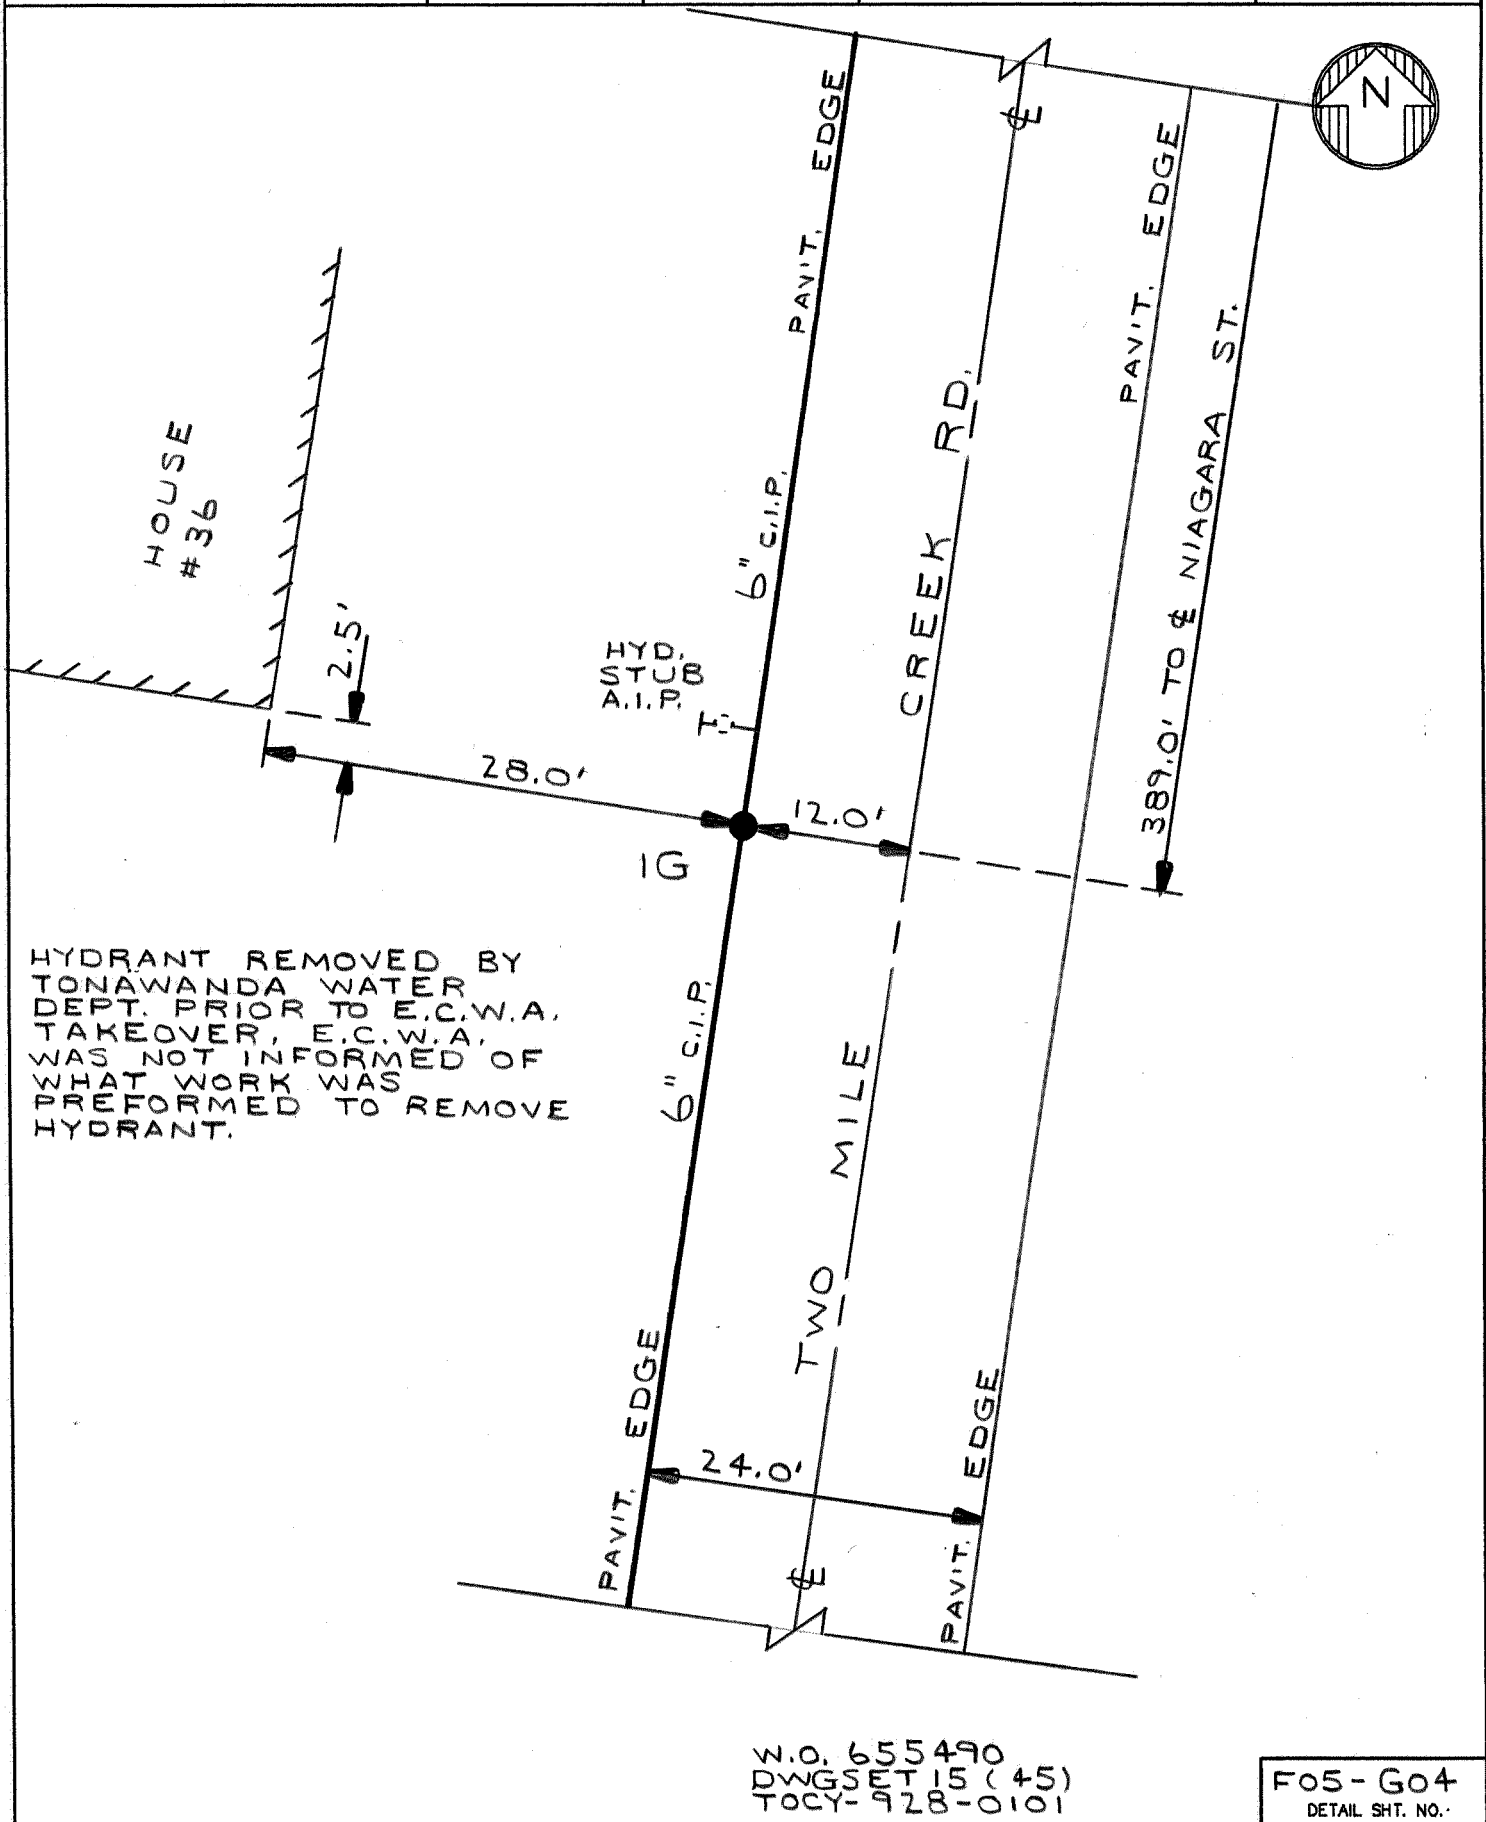 N
PAV'T. EDGE
℄
PAV'T. EDGE
389.0' TO ℄ NIAGARA ST.
HOUSE
#36
2.5'
6" C.I.P.
TWO MILE CREEK RD.
HYD.
STUB
A.I.P.
28.0'
12.0'
1G
HYDRANT REMOVED BY
TONAWANDA WATER
DEPT. PRIOR TO E.C.W.A.
TAKEOVER, E.C.W.A.
WAS NOT INFORMED OF
WHAT WORK WAS
PREFORMED TO REMOVE
HYDRANT.
6" C.I.P.
PAV'T. EDGE
24.0'
℄
PAV'T. EDGE
W.O. 655490
DWGSET 15 (45)
TOCY-928-0101
F05-G04
DETAIL SHT. NO.